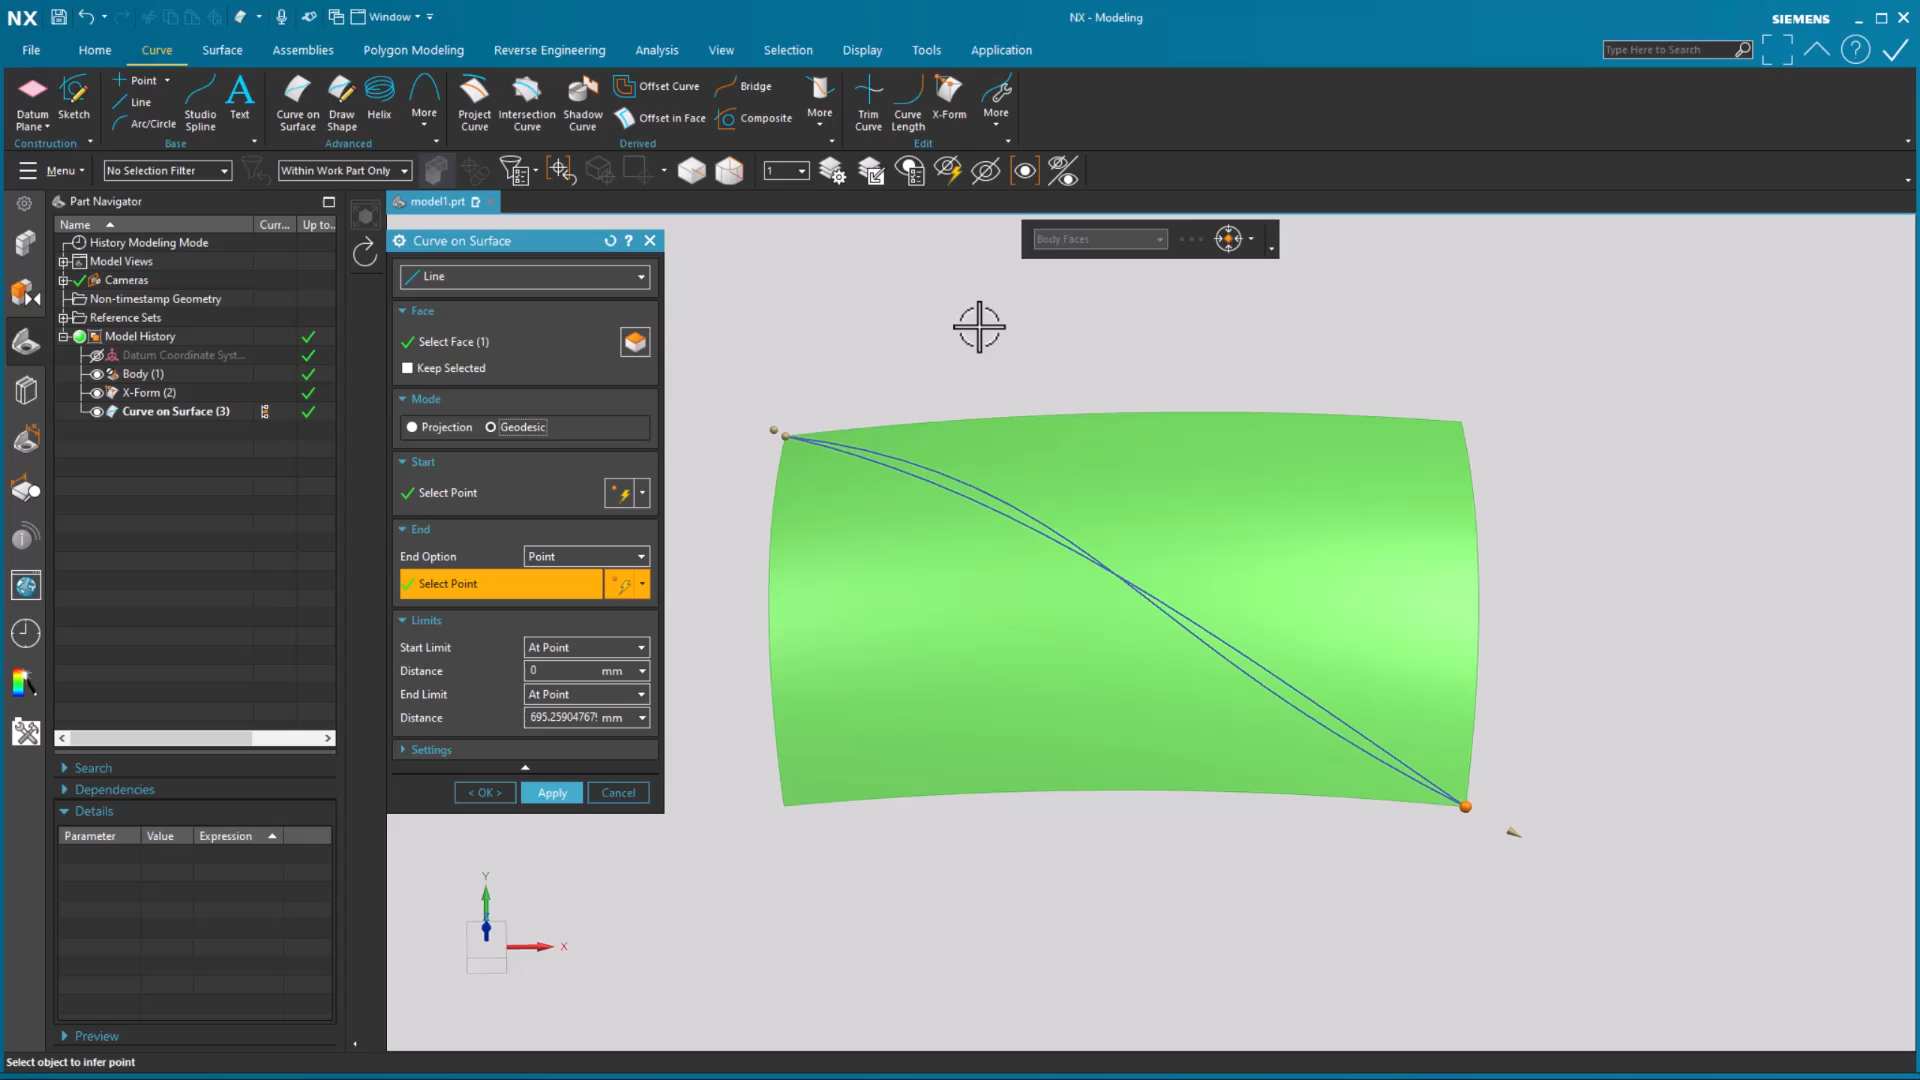 NX
Window
NX - Modeling
SIEMENS
File
Home
Curve
Surface
Assemblies
Polygon Modeling
Reverse Engineering
Analysis
View
Selection
Display
Tools
Application
Type Here to Search
Datum Plane
Sketch
Point
Line
Arc/Circle
Studio Spline
A
Text
Curve on Surface
Draw Shape
Helix
More
Project Curve
Intersection Curve
Shadow Curve
Offset Curve
Offset in Face
Bridge
Composite
More
Trim Curve
Curve Length
X-Form
More
Construction
Base
Advanced
Derived
Edit
Menu
No Selection Filter
Within Work Part Only
1
Part Navigator
Name
Curr...
Up to...
History Modeling Mode
Model Views
Cameras
Non-timestamp Geometry
Reference Sets
Model History
Datum Coordinate Syst...
Body (1)
X-Form (2)
Curve on Surface (3)
Search
Dependencies
Details
Parameter
Value
Expression
Preview
model1.prt
Curve on Surface
Line
Face
Select Face (1)
Keep Selected
Mode
Projection
Geodesic
Start
Select Point
End
End Option
Point
Select Point
Limits
Start Limit
At Point
Distance
0 mm
End Limit
At Point
Distance
mm
Settings
< OK >
Apply
Cancel
Body Faces
Y
Z
X
Select object to infer point